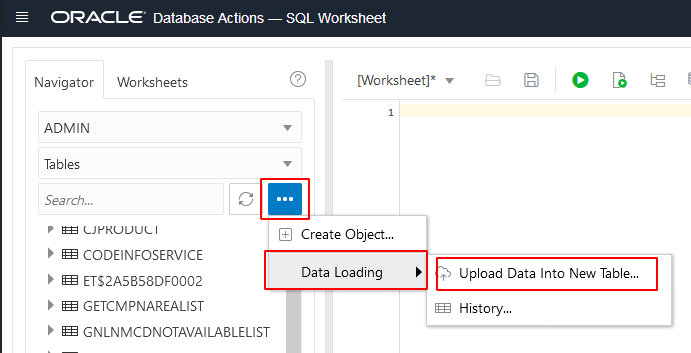 ORACLE Database Actions — SQL Worksheet
Navigator Worksheets ?
[Worksheet]*
1
ADMIN
Tables
Search... ...
CJPRODUCT
CODEINFOSERVICE
ET$2A5B58DF0002
GETCMPNAREALIST
GNLNMCDNOTAVAILABLELIST
Create Object...
Data Loading
Upload Data Into New Table...
History...